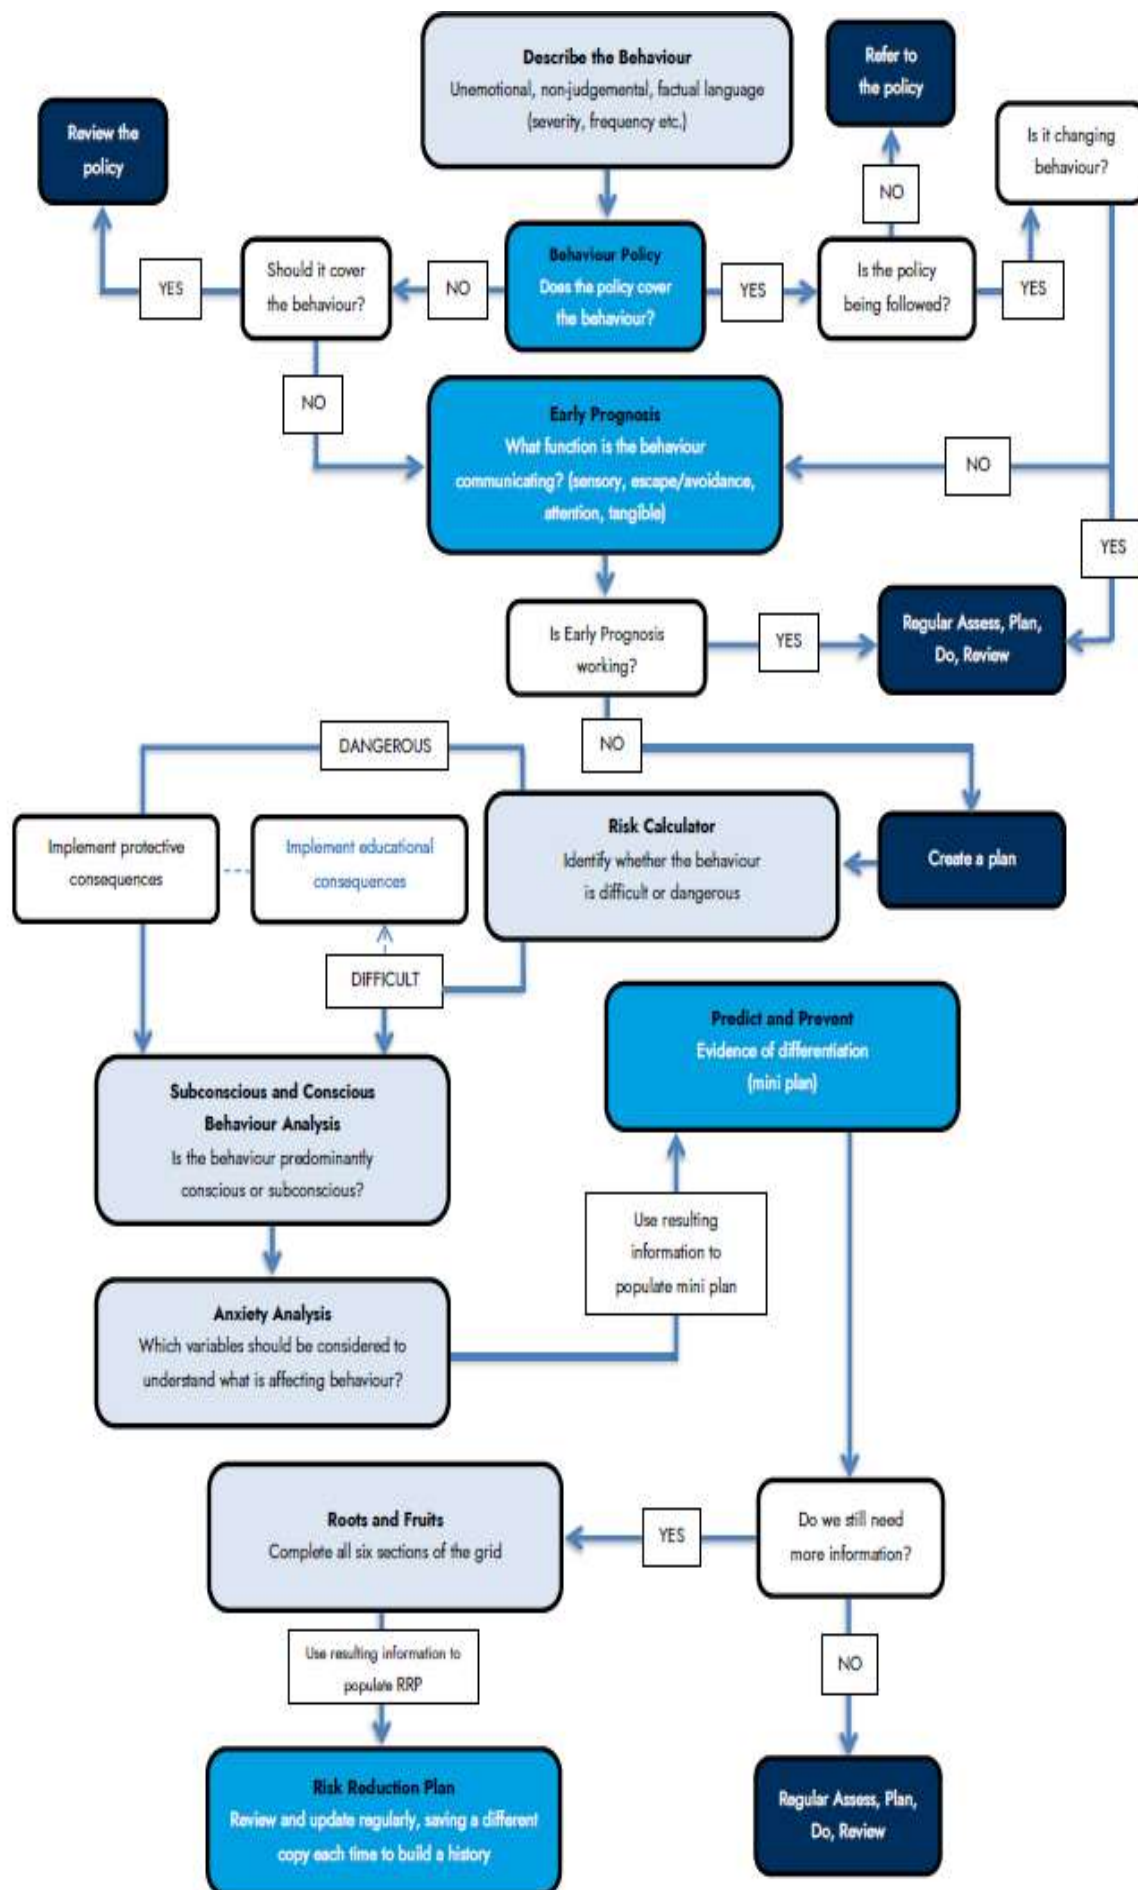 Describe the Behaviour
Unemotional, non-judgemental, factual language
(severity, frequency etc.)
Refer to
the policy
Review the
policy
Is it changing
behaviour?
NO
Should it cover
the behaviour?
YES
NO
Behaviour Policy
Does the policy cover
the behaviour?
YES
Is the policy
being followed?
YES
NO
Early Prognosis
What function is the behaviour
communicating? (sensory, escape/avoidance,
attention, tangible)
NO
YES
Is Early Prognosis
working?
YES
Regular Assess, Plan,
Do, Review
NO
DANGEROUS
Implement protective
consequences
Implement educational
consequences
Risk Calculator
Identify whether the behaviour
is difficult or dangerous
Create a plan
DIFFICULT
Predict and Prevent
Evidence of differentiation
(mini plan)
Subconscious and Conscious
Behaviour Analysis
Is the behaviour predominantly
conscious or subconscious?
Use resulting
information to
populate mini plan
Anxiety Analysis
Which variables should be considered to
understand what is affecting behaviour?
Roots and Fruits
Complete all six sections of the grid
YES
Do we still need
more information?
Use resulting information to
populate RRP
NO
Risk Reduction Plan
Review and update regularly, saving a different
copy each time to build a history
Regular Assess, Plan,
Do, Review